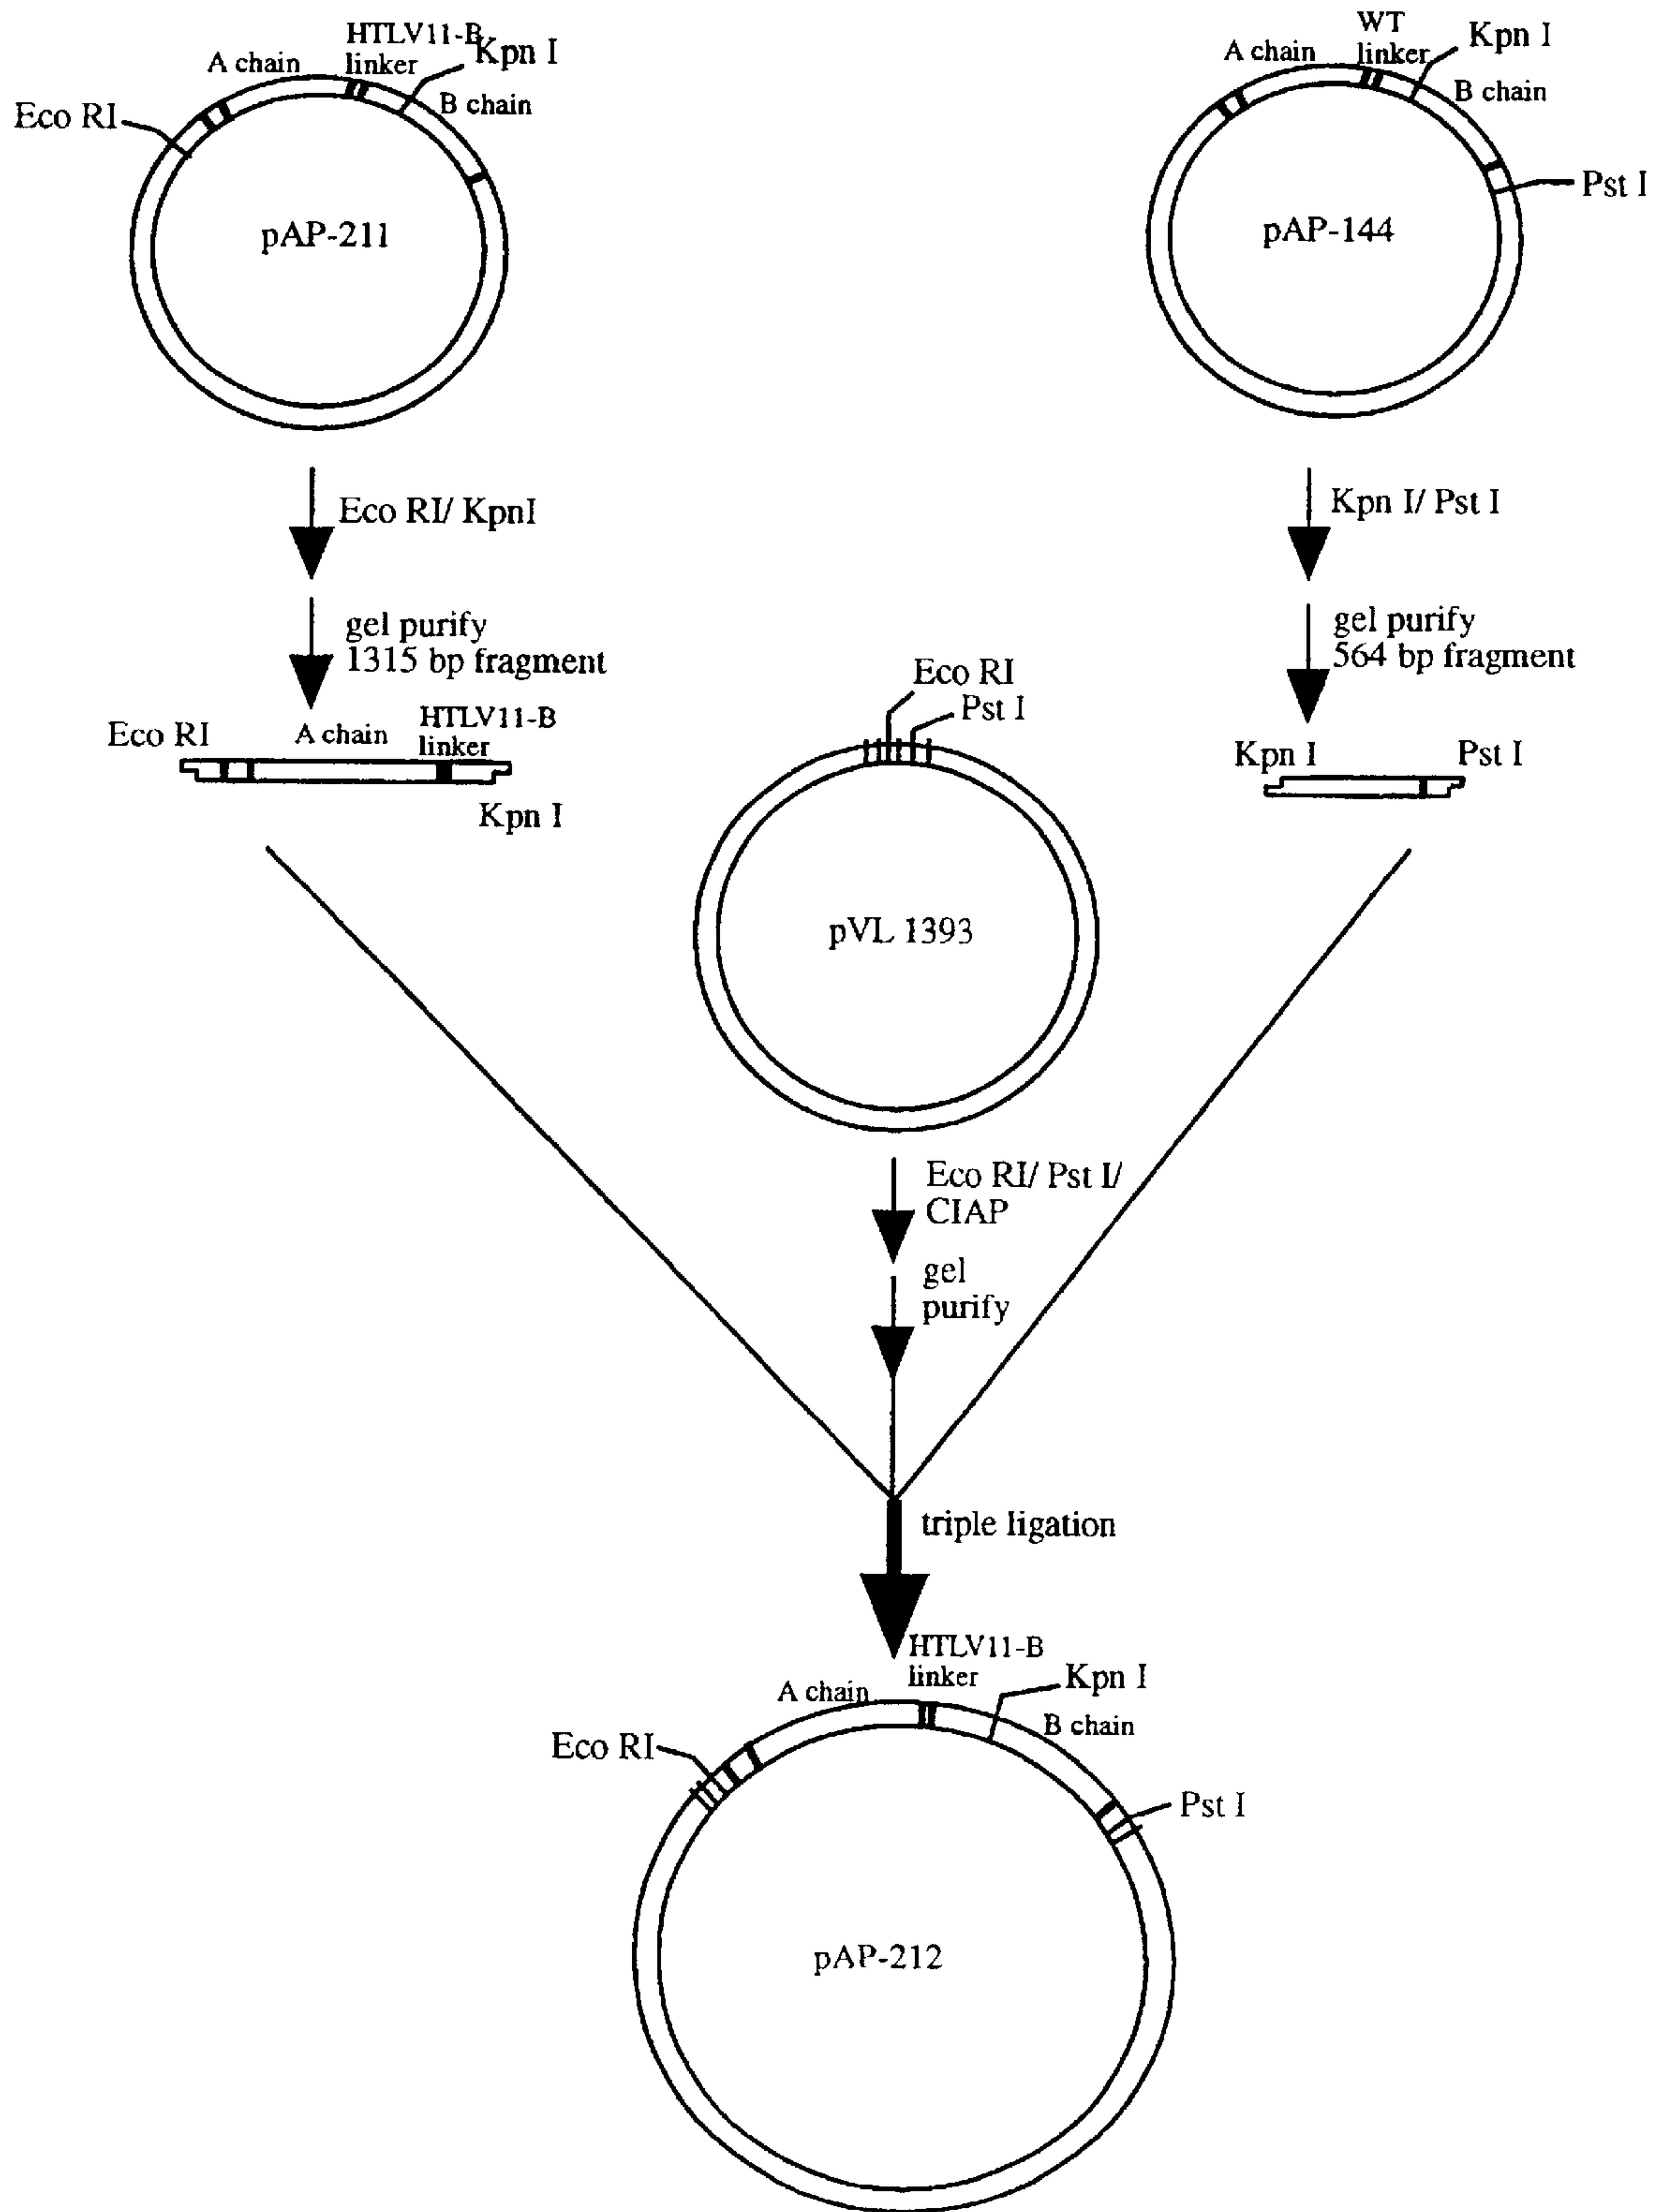 HTLV11-B
linker
Kpn I
A chain
B chain
Eco RI
pAP-211
WT
linker
Kpn I
A chain
B chain
Pst I
pAP-144
Eco RI/ KpnI
gel purify
1315 bp fragment
Kpn I/ Pst I
gel purify
564 bp fragment
Eco RI
A chain
HTLV11-B
linker
Kpn I
Eco RI
Pst I
pVL 1393
Kpn I
Pst I
Eco RI/ Pst I/
CIAP
gel
purify
triple ligation
HTLV11-B
linker
Kpn I
A chain
B chain
Eco RI
Pst I
pAP-212